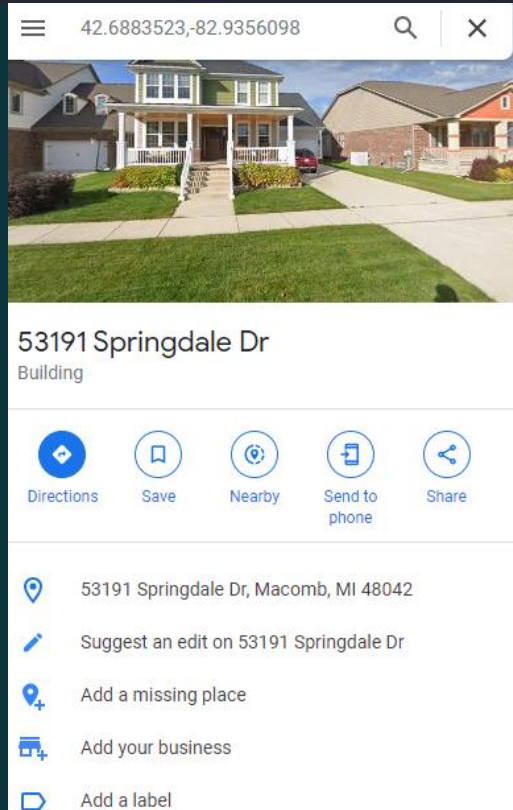 42.6883523,-82.9356098
53191 Springdale Dr
Building
Directions
Save
Nearby
Send to
phone
Share
53191 Springdale Dr, Macomb, MI 48042
Suggest an edit on 53191 Springdale Dr
Add a missing place
Add your business
Add a label